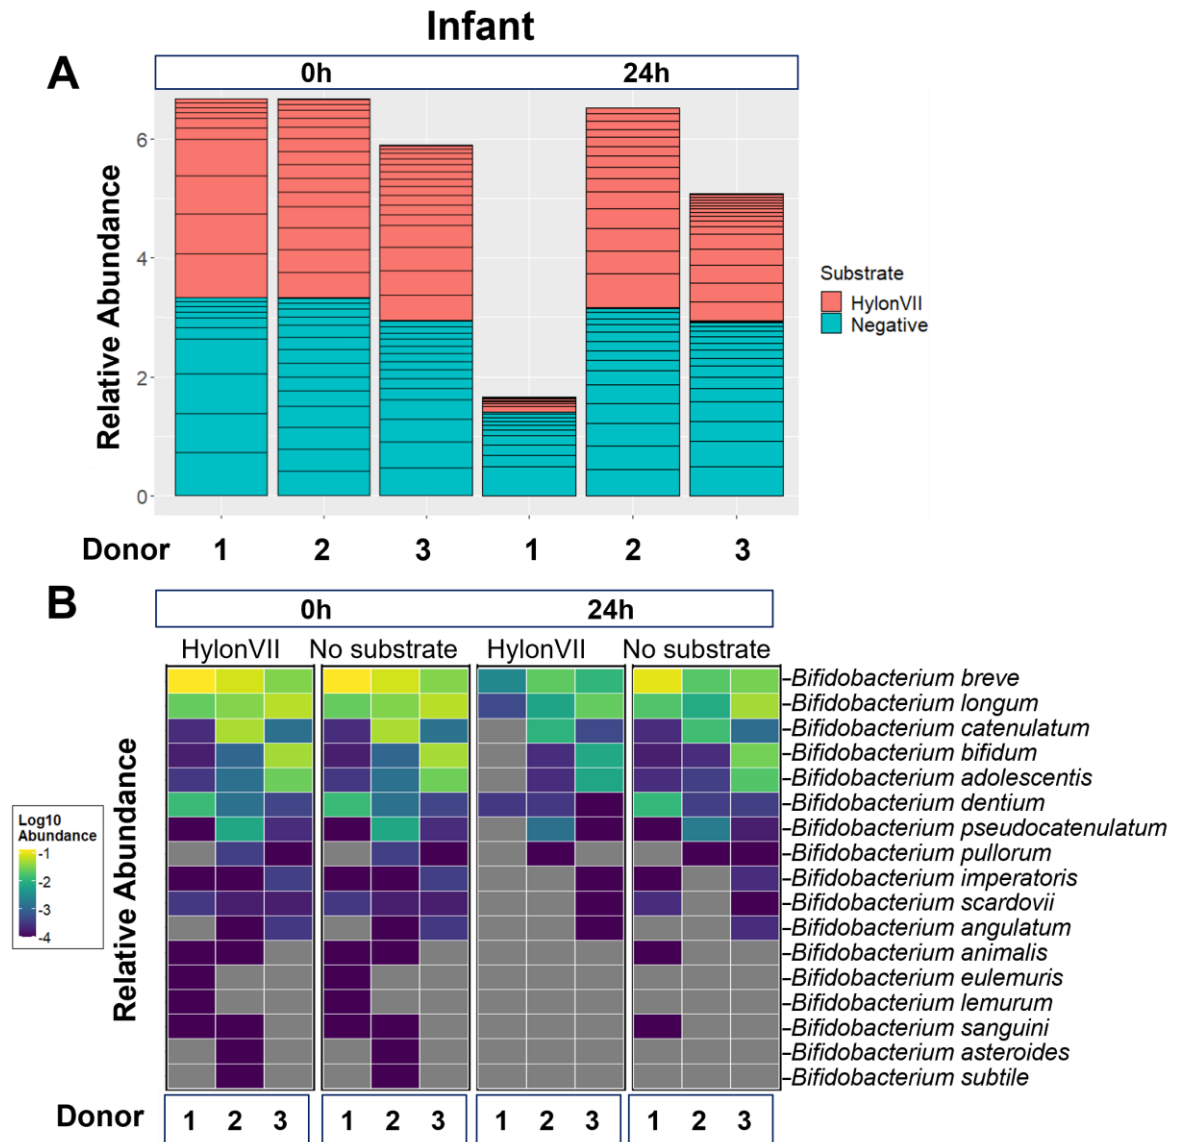 Infant
A
0h 24h
Relative Abundance
6
4
2
0
Substrate
HylonVII
Negative
Donor 1 2 3 1 2 3
B
0h 24h
HylonVII No substrate HylonVII No substrate
Relative Abundance
Bifidobacterium breve
Bifidobacterium longum
Bifidobacterium catenulatum
Bifidobacterium bifidum
Bifidobacterium adolescentis
Bifidobacterium dentium
Bifidobacterium pseudocatenulatum
Bifidobacterium pullorum
Bifidobacterium imperatoris
Bifidobacterium scardovii
Bifidobacterium angulatum
Bifidobacterium animalis
Bifidobacterium eulemuris
Bifidobacterium lemurum
Bifidobacterium sanguini
Bifidobacterium asteroides
Bifidobacterium subtile
Log10
Abundance
-1
-2
-3
-4
Donor 1 2 3 1 2 3 1 2 3 1 2 3